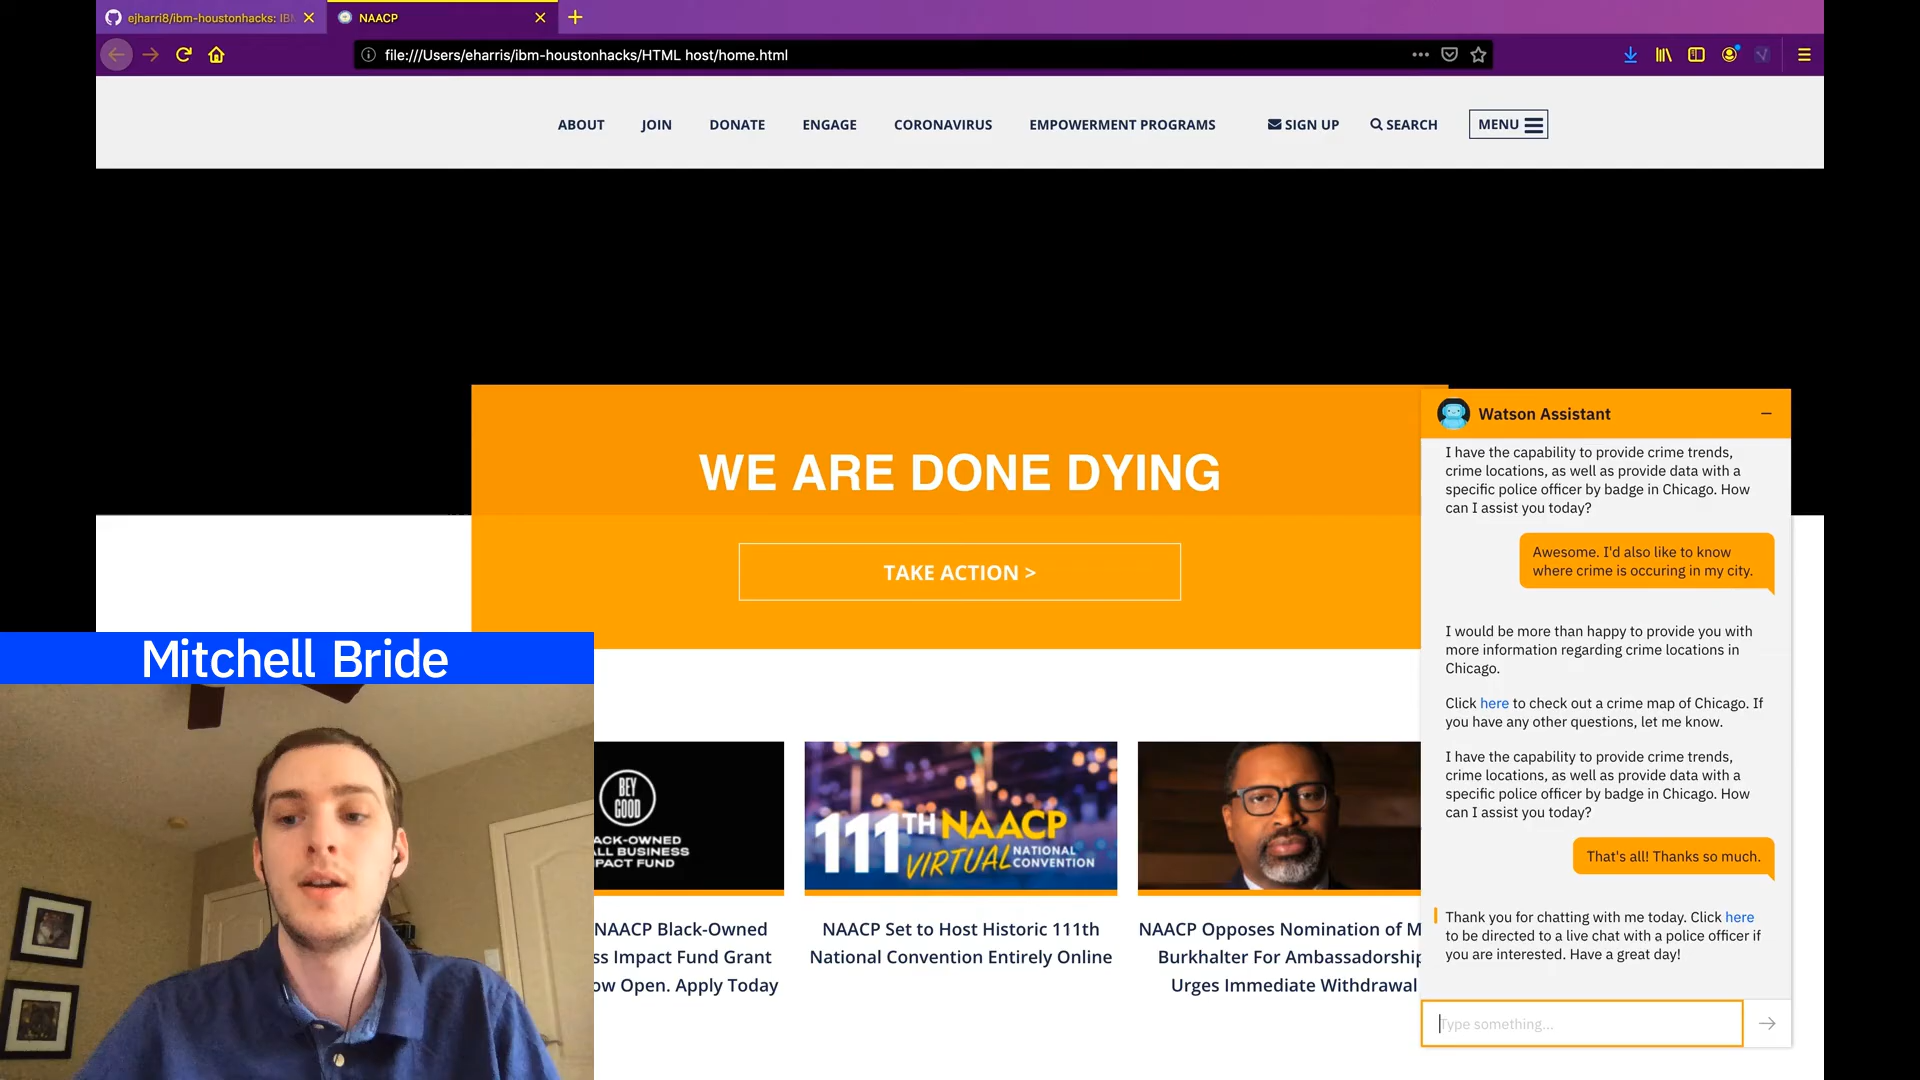 ejharri8/ibm-houstonhacks: IBM
NAACP
file:///Users/eharris/ibm-houstonhacks/HTML host/home.html
ABOUT
JOIN
DONATE
ENGAGE
CORONAVIRUS
EMPOWERMENT PROGRAMS
SIGN UP
SEARCH
MENU
WE ARE DONE DYING
TAKE ACTION >
Mitchell Bride
BEY
GOOD
ACK-OWNED
ALL BUSINESS
MPACT FUND
NAACP Black-Owned
ss Impact Fund Grant
ow Open. Apply Today
111TH NAACP
VIRTUAL NATIONAL
CONVENTION
NAACP Set to Host Historic 111th
National Convention Entirely Online
NAACP Opposes Nomination of M
Burkhalter For Ambassadorship
Urges Immediate Withdrawal
Watson Assistant
I have the capability to provide crime trends,
crime locations, as well as provide data with a
specific police officer by badge in Chicago. How
can I assist you today?
Awesome. I'd also like to know
where crime is occuring in my city.
I would be more than happy to provide you with
more information regarding crime locations in
Chicago.
Click here to check out a crime map of Chicago. If
you have any other questions, let me know.
I have the capability to provide crime trends,
crime locations, as well as provide data with a
specific police officer by badge in Chicago. How
can I assist you today?
That's all! Thanks so much.
Thank you for chatting with me today. Click here
to be directed to a live chat with a police officer if
you are interested. Have a great day!
Type something...